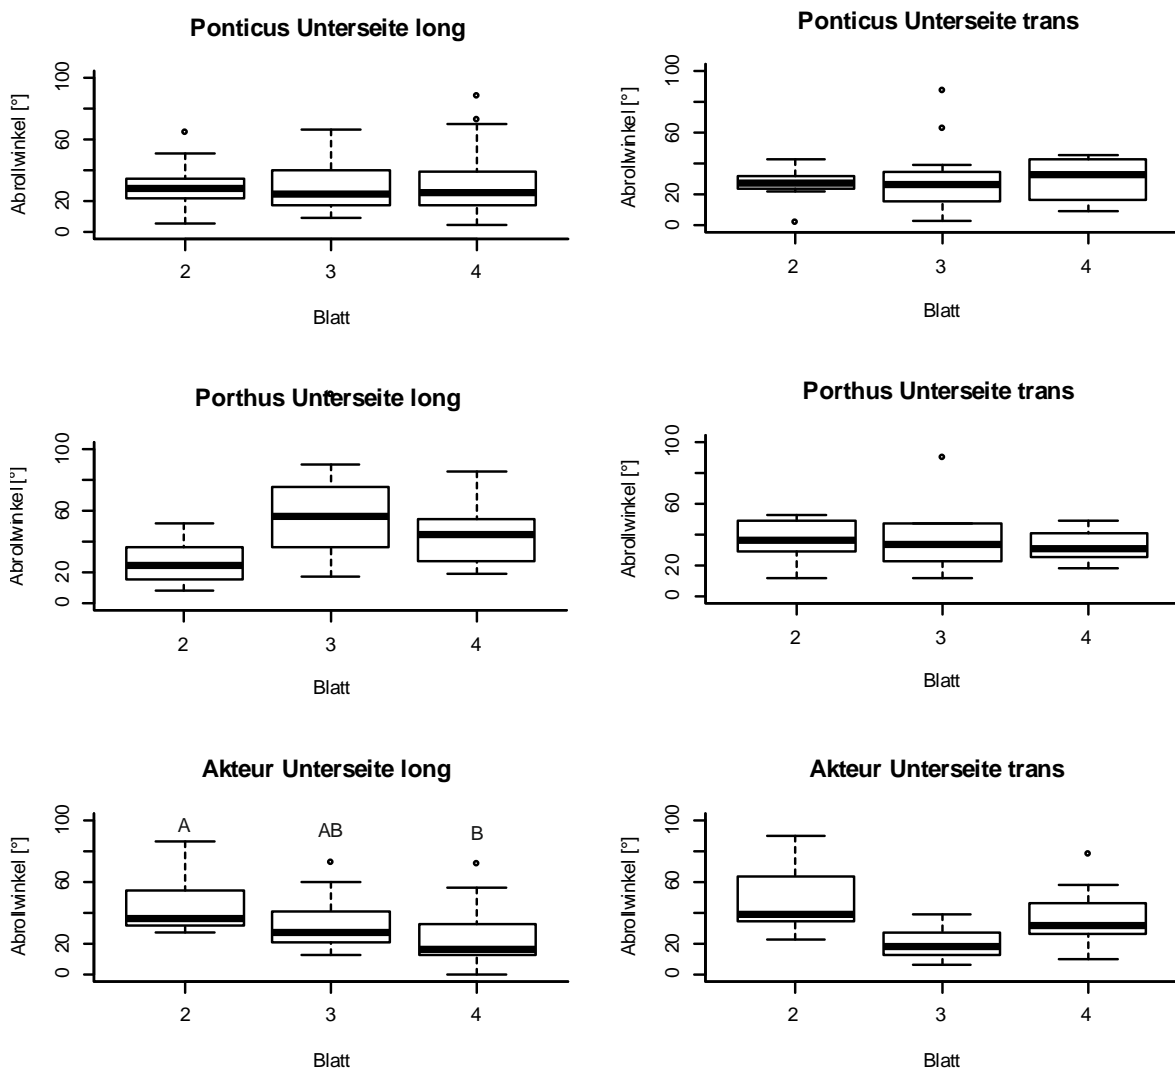 Ponticus Unterseite long
Abrollwinkel [°]
0 20 60 100
2 3 4
Blatt
Ponticus Unterseite trans
Abrollwinkel [°]
0 20 60 100
2 3 4
Porthus Unterseite long
Abrollwinkel [°]
0 20 60 100
2 3 4
Blatt
Porthus Unterseite trans
Abrollwinkel [°]
0 20 60 100
2 3 4
Blatt
Akteur Unterseite long
Abrollwinkel [°]
0 20 60 100
A AB B
2 3 4
Blatt
Akteur Unterseite trans
Abrollwinkel [°]
0 20 60 100
2 3 4
Blatt